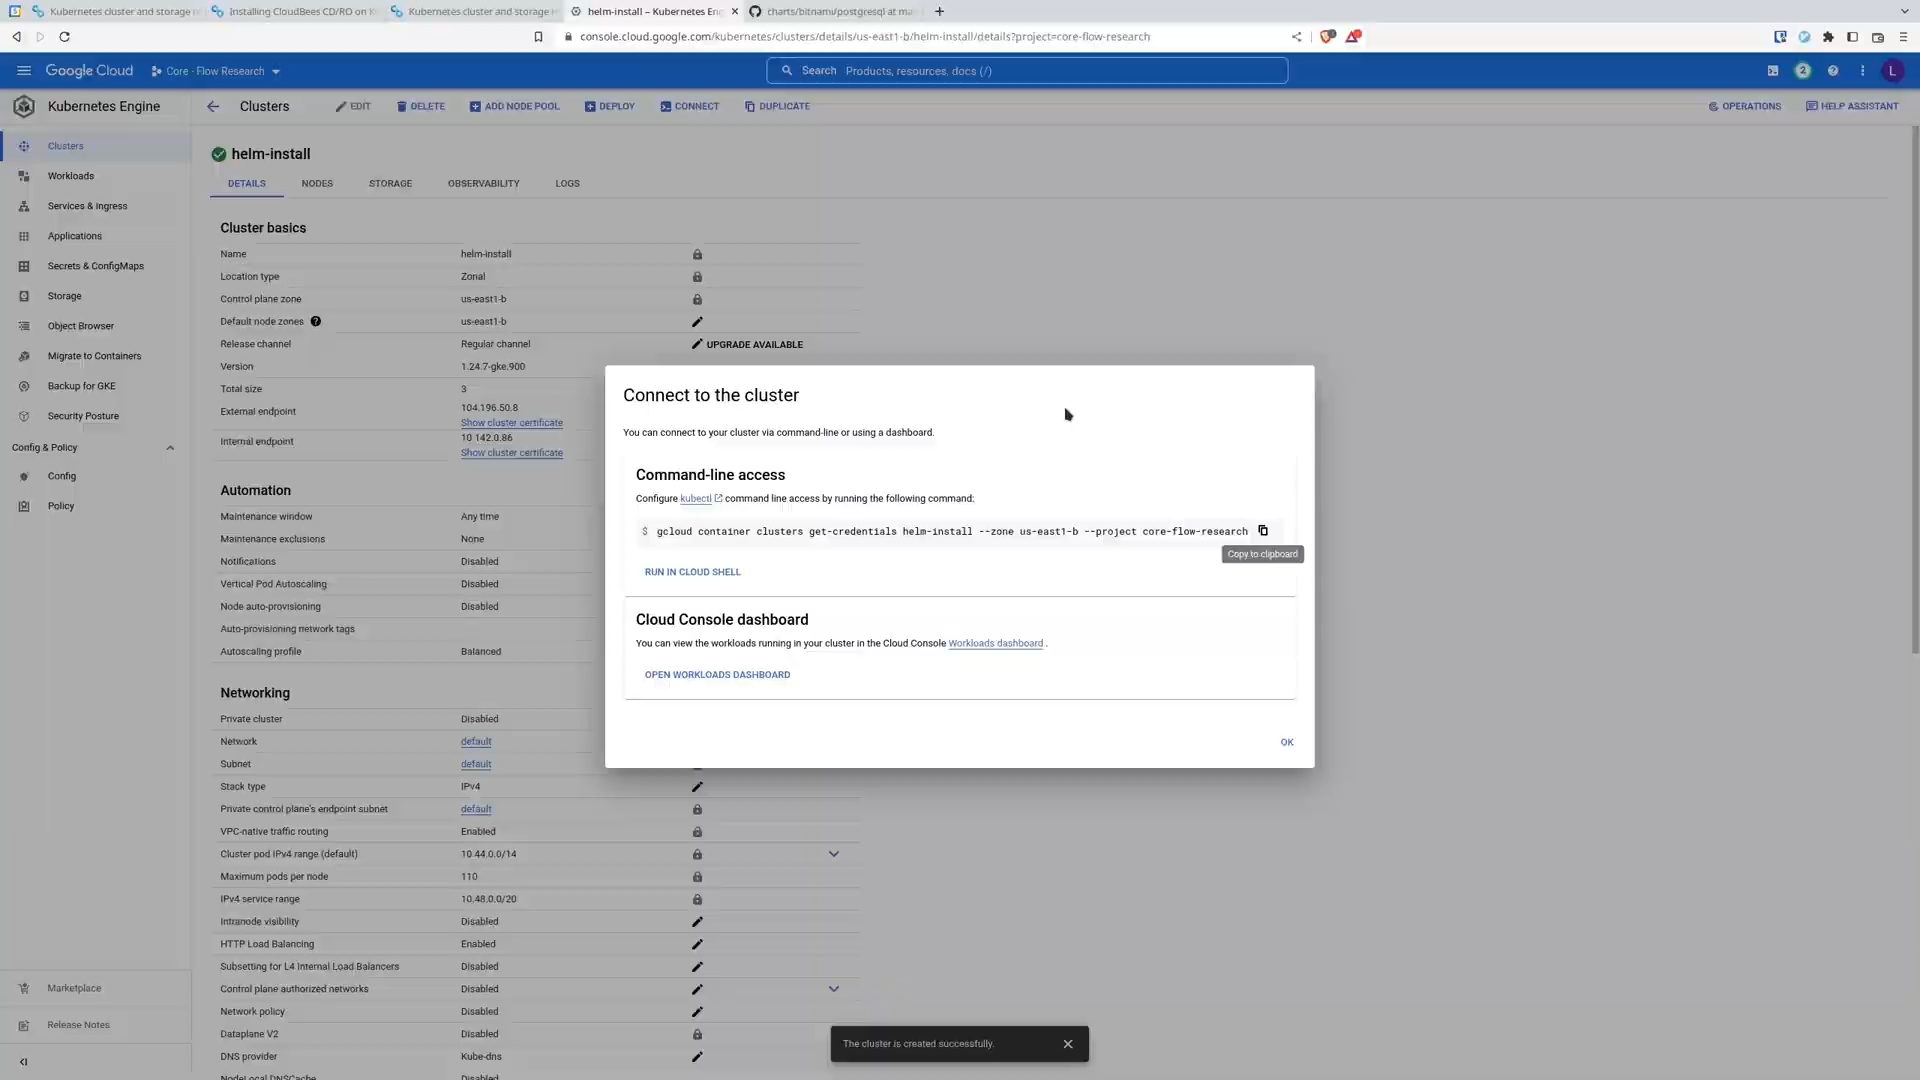 Kubernetes cluster and storage r
Installing CloudBees CD/RO on K
Kubernetes cluster and storage r
helm-install – Kubernetes Eng
charts/bitnami/postgresql at mai
console.cloud.google.com/kubernetes/clusters/details/us-east1-b/helm-install/details?project=core-flow-research
Google Cloud
Core - Flow Research
Search Products, resources, docs (/)
2
L
Kubernetes Engine
Clusters
EDIT
DELETE
ADD NODE POOL
DEPLOY
CONNECT
DUPLICATE
OPERATIONS
HELP ASSISTANT
Clusters
Workloads
Services & Ingress
Applications
Secrets & ConfigMaps
Storage
Object Browser
Migrate to Containers
Backup for GKE
Security Posture
Config & Policy
Config
Policy
Marketplace
Release Notes
helm-install
DETAILS NODES STORAGE OBSERVABILITY LOGS
Cluster basics
Name helm-install
Location type Zonal
Control plane zone us-east1-b
Default node zones us-east1-b
Release channel Regular channel UPGRADE AVAILABLE
Version 1.24.7-gke.900
Total size 3
External endpoint 104.196.50.8
Show cluster certificate
Internal endpoint 10.142.0.86
Show cluster certificate
Automation
Maintenance window Any time
Maintenance exclusions None
Notifications Disabled
Vertical Pod Autoscaling Disabled
Node auto-provisioning Disabled
Auto-provisioning network tags
Autoscaling profile Balanced
Networking
Private cluster Disabled
Network default
Subnet default
Stack type IPv4
Private control plane's endpoint subnet default
VPC-native traffic routing Enabled
Cluster pod IPv4 range (default) 10.44.0.0/14
Maximum pods per node 110
IPv4 service range 10.48.0.0/20
Intranode visibility Disabled
HTTP Load Balancing Enabled
Subsetting for L4 Internal Load Balancers Disabled
Control plane authorized networks Disabled
Network policy Disabled
Dataplane V2 Disabled
DNS provider Kube-dns
NodeLocal DNSCache Disabled
Connect to the cluster
You can connect to your cluster via command-line or using a dashboard.
Command-line access
Configure kubectl command line access by running the following command:
$ gcloud container clusters get-credentials helm-install --zone us-east1-b --project core-flow-research
Copy to clipboard
RUN IN CLOUD SHELL
Cloud Console dashboard
You can view the workloads running in your cluster in the Cloud Console Workloads dashboard .
OPEN WORKLOADS DASHBOARD
OK
The cluster is created successfully.